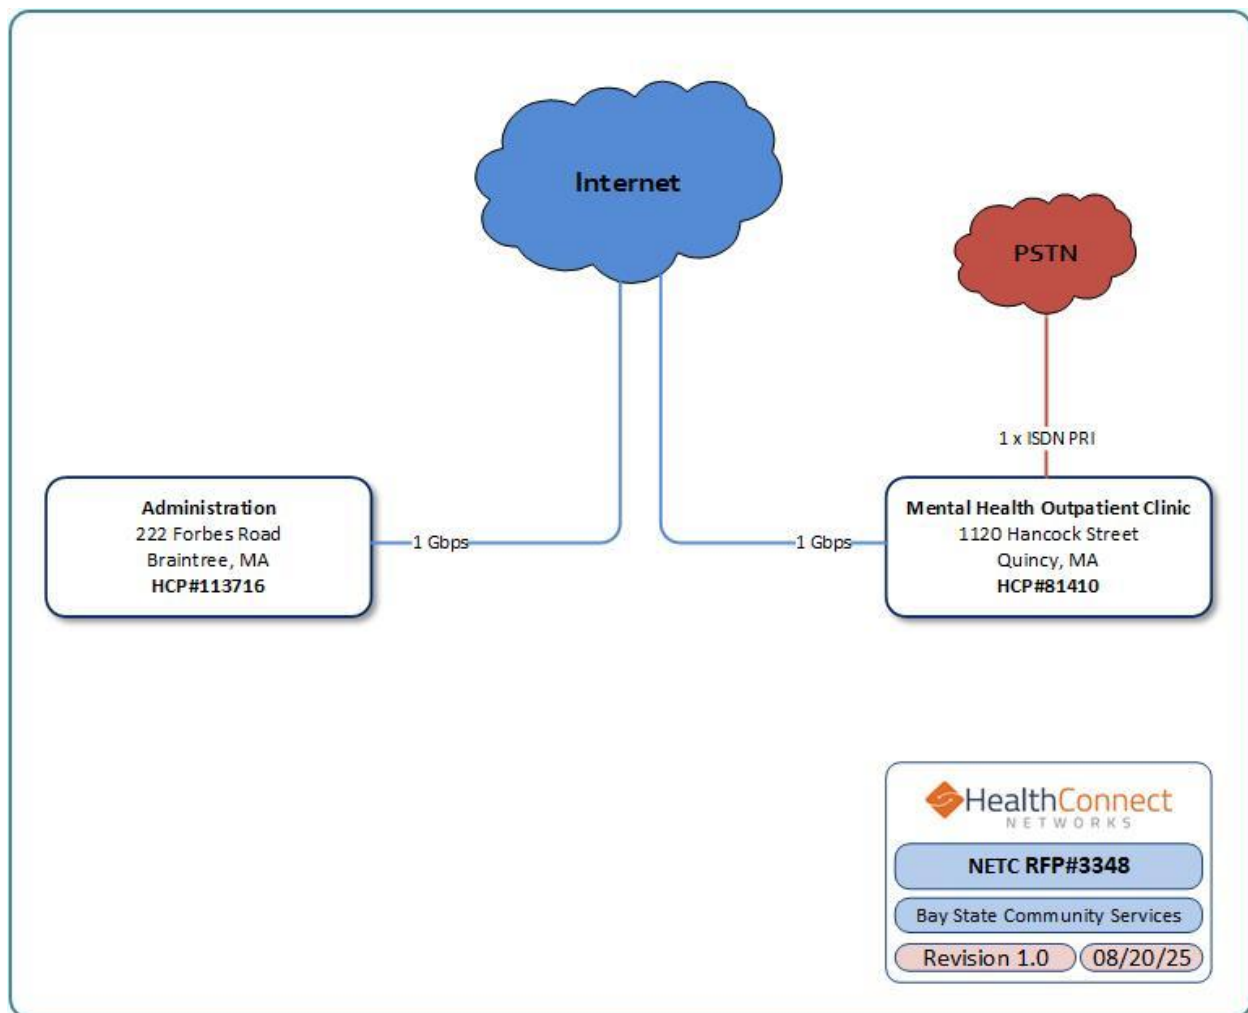 Internet
PSTN
1 x ISDN PRI
Administration
222 Forbes Road
Braintree, MA
HCP#113716
1 Gbps
1 Gbps
Mental Health Outpatient Clinic
1120 Hancock Street
Quincy, MA
HCP#81410
HealthConnect
NETWORKS
NETC RFP#3348
Bay State Community Services
Revision 1.0
08/20/25